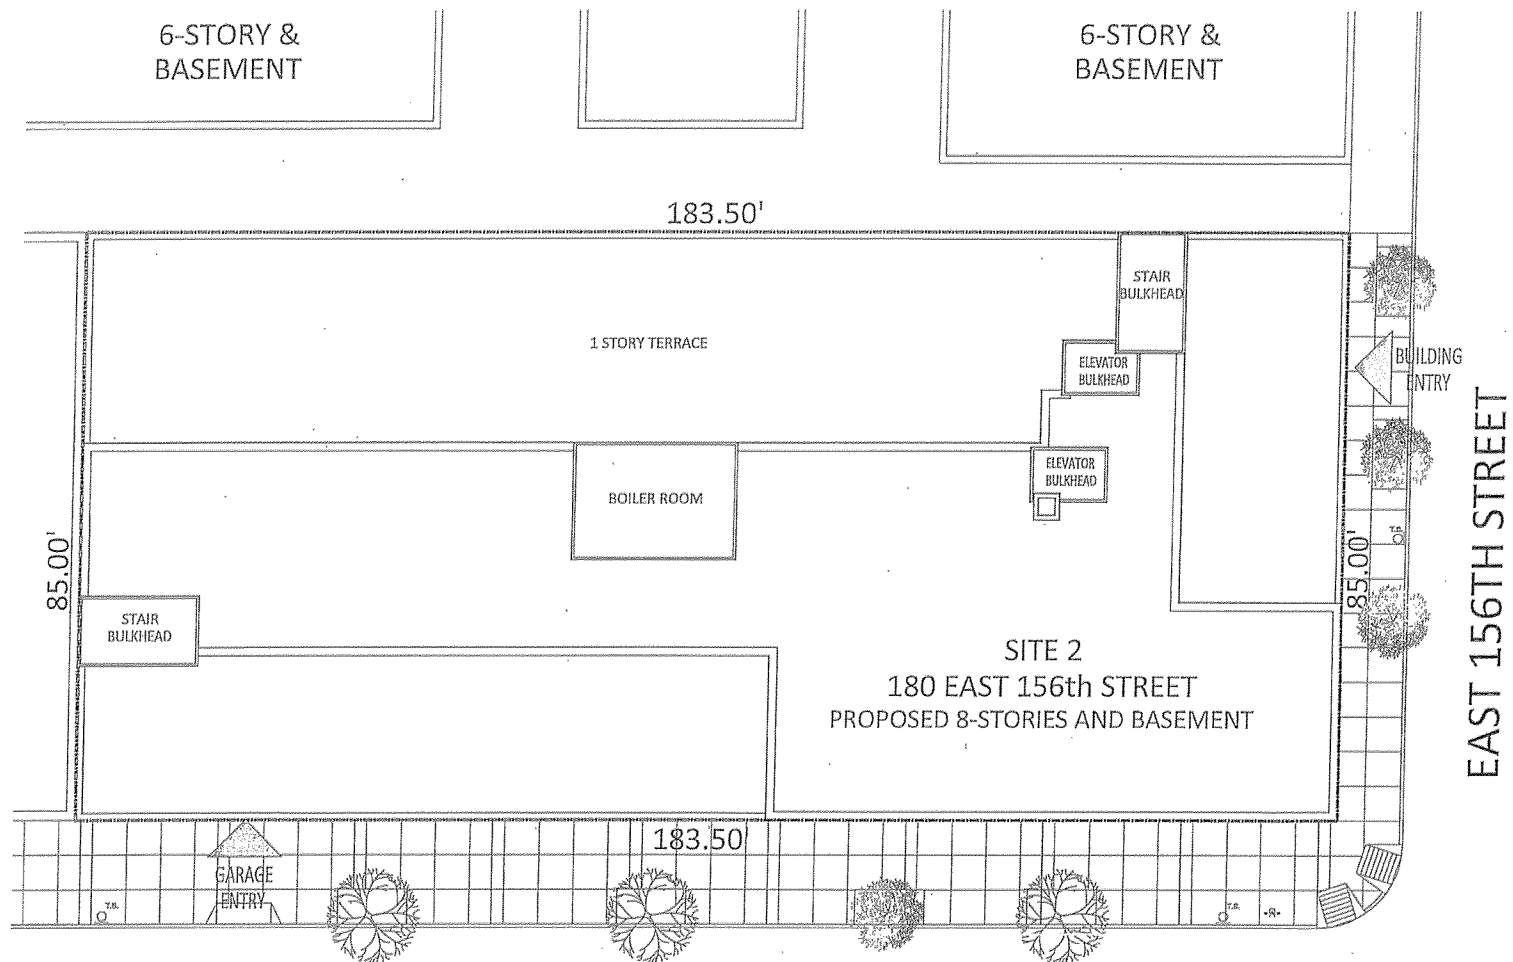 6-STORY &
BASEMENT
6-STORY &
BASEMENT
183.50'
STAIR
BULKHEAD
1 STORY TERRACE
ELEVATOR
BULKHEAD
BUILDING
ENTRY
EAST 156TH STREET
ELEVATOR
BULKHEAD
BOILER ROOM
T.B.
85.00'
85.00'
STAIR
BULKHEAD
SITE 2
180 EAST 156th STREET
PROPOSED 8-STORIES AND BASEMENT
183.50'
GARAGE
ENTRY
T.B.
T.B.